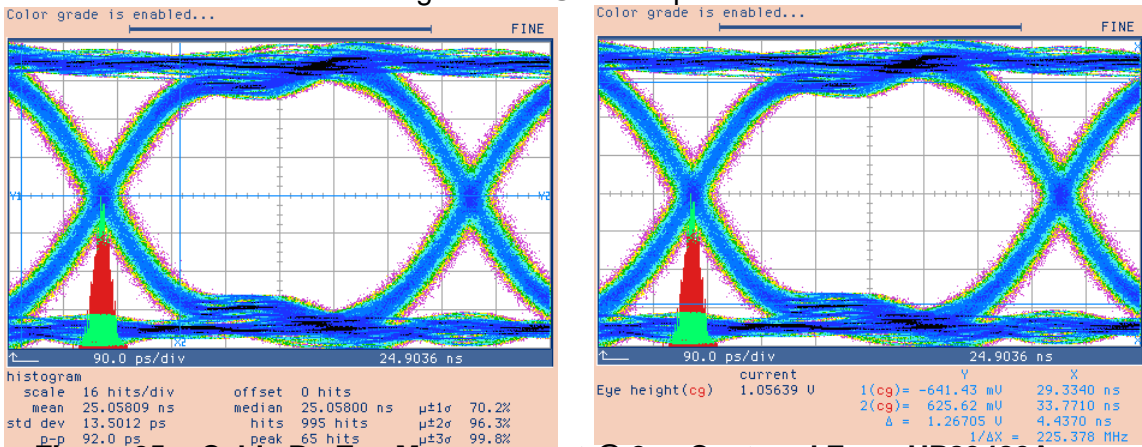 Color grade is enabled...
FINE
Y1
Y2
X2
90.0 ps/div 24.9036 ns
histogram
scale 16 hits/div offset 0 hits
mean 25.05809 ns median 25.05800 ns μ±1σ 70.2%
std dev 13.5012 ps hits 995 hits μ±2σ 96.3%
p-p 92.0 ps peak 65 hits μ±3σ 99.8%
Color grade is enabled...
FINE
90.0 ps/div 24.9036 ns
current Y X
Eye height(cg) 1.05639 V 1(cg)= -641.43 mV 29.3340 ns
2(cg)= 625.62 mV 33.7710 ns
Δ = 1.26705 V 4.4370 ns
1/ΔX = 225.378 MHz